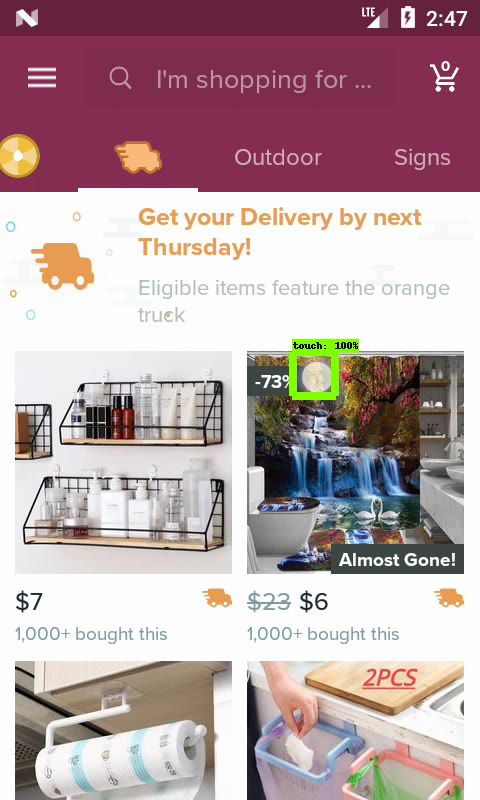 LTE 2:47
I'm shopping for ...
0
Outdoor Signs
Get your Delivery by next
Thursday!
Eligible items feature the orange
truck
touch: 100%
-73%
Almost Gone!
$7
$23 $6
1,000+ bought this
1,000+ bought this
2PCS